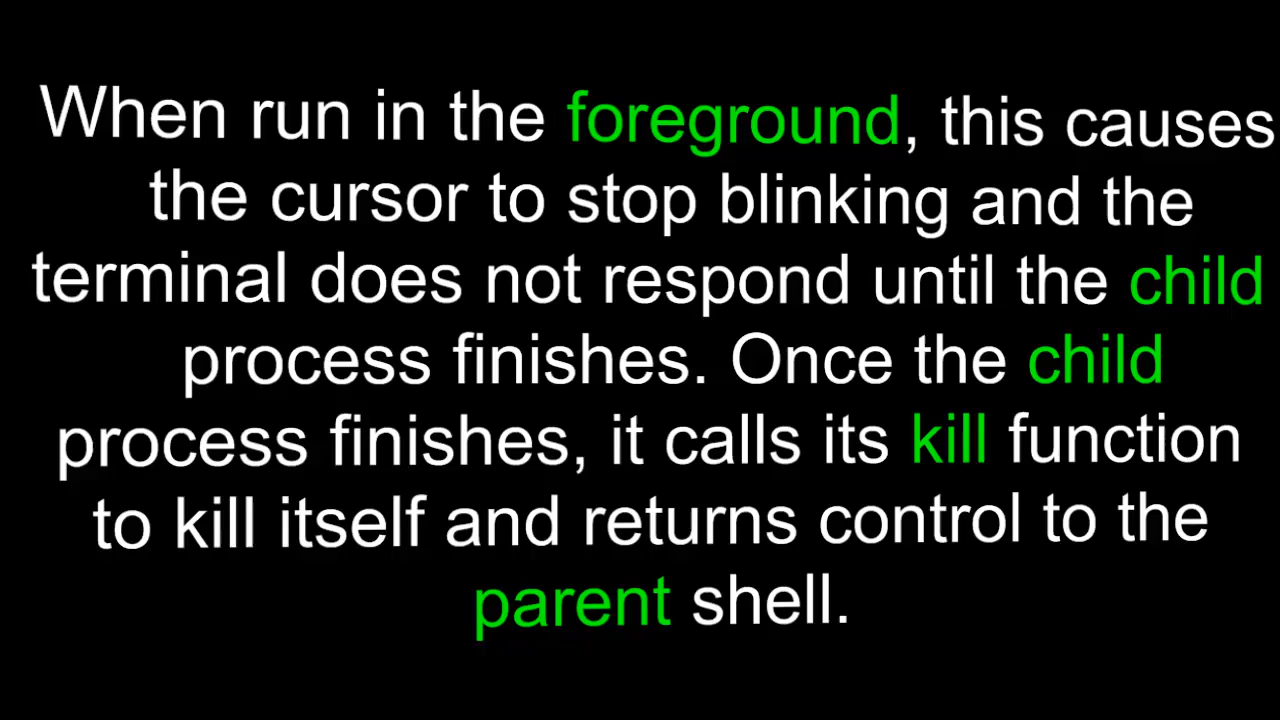 When run in the foreground, this causes
the cursor to stop blinking and the
terminal does not respond until the child
process finishes. Once the child
process finishes, it calls its kill function
to kill itself and returns control to the
parent shell.